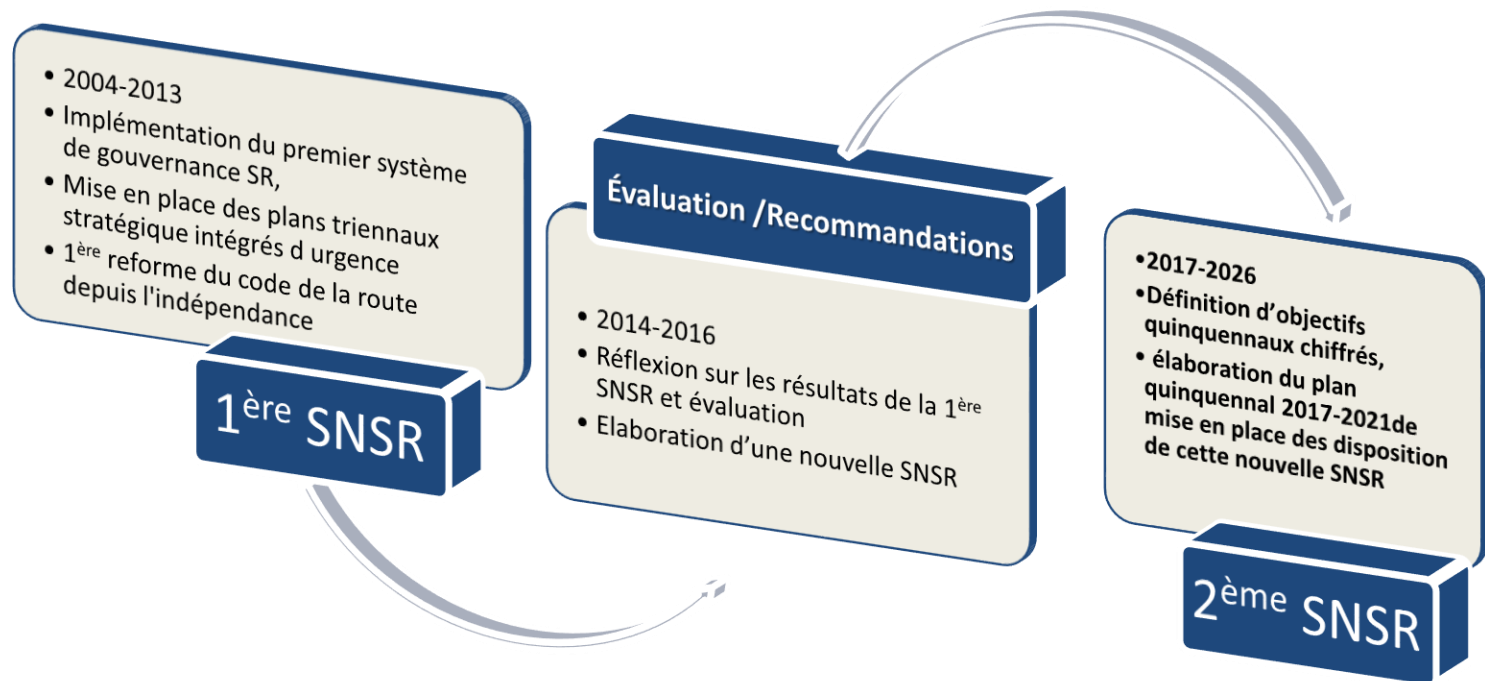 • 2004-2013
• Implémentation du premier système
de gouvernance SR,
• Mise en place des plans triennaux
stratégique intégrés d urgence
• 1ère reforme du code de la route
depuis l'indépendance
1ère SNSR
Évaluation /Recommandations
• 2014-2016
• Réflexion sur les résultats de la 1ère
SNSR et évaluation
• Elaboration d’une nouvelle SNSR
•2017-2026
•Définition d’objectifs
quinquennaux chiffrés,
• élaboration du plan
quinquennal 2017-2021de
mise en place des disposition
de cette nouvelle SNSR
2ème SNSR